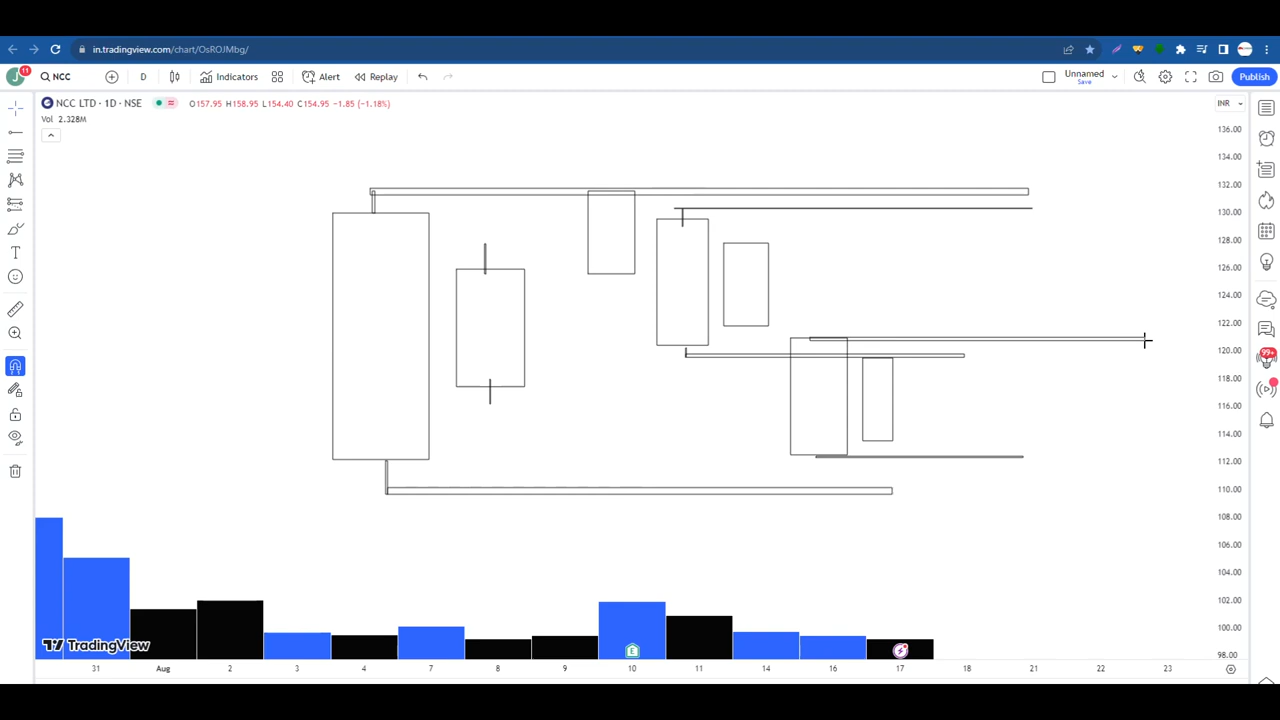 in.tradingview.com/chart/OsROJMbg/
11
NCC
D
Indicators
Alert
Replay
Unnamed
Save
Publish
NCC LTD · 1D · NSE
O157.95 H158.95 L154.40 C154.95 −1.85 (−1.18%)
INR
Vol 2.328M
136.00
134.00
132.00
130.00
128.00
126.00
124.00
122.00
120.00
118.00
116.00
114.00
112.00
110.00
108.00
106.00
104.00
102.00
100.00
98.00
99+
E
TradingView
31
Aug
2
3
4
7
8
9
10
11
14
16
17
18
21
22
23